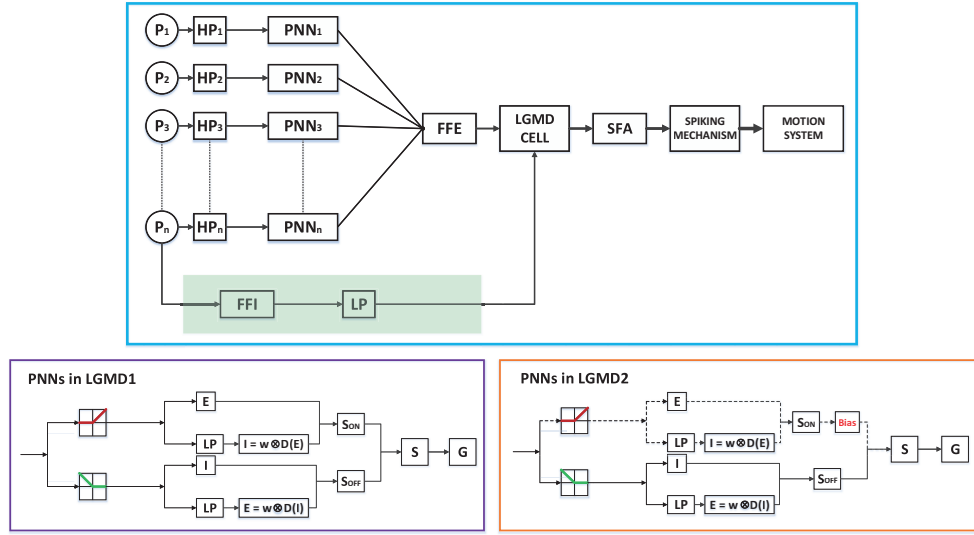 P1 HP1 PNN1
P2 HP2 PNN2
P3 HP3 PNN3
FFE LGMD CELL SFA SPIKING MECHANISM MOTION SYSTEM
Pn HPn PNNn
FFI LP
PNNs in LGMD1
E
LP I = w⊗D(E)
SON
I
LP E = w⊗D(I)
SOFF
S G
PNNs in LGMD2
E
LP I = w⊗D(E)
SON Bias
I
LP E = w⊗D(I)
SOFF
S G